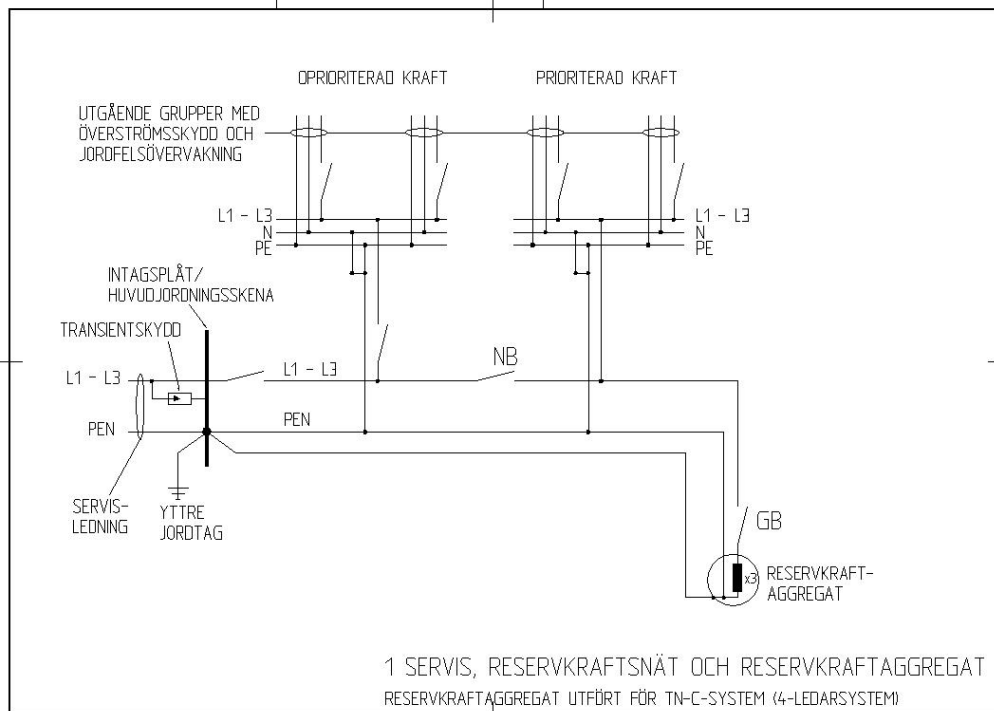 OPRIORITERAD KRAFT
PRIORITERAD KRAFT
UTGÅENDE GRUPPER MED
ÖVERSTRÖMSSKYDD OCH
JORDFELSÖVERVAKNING
L1 - L3
N
PE
L1 - L3
N
PE
INTAGSPLÅT/
HUVUDJORDNINGSSKENA
TRANSIENTSKYDD
L1 - L3
L1 - L3
NB
PEN
PEN
SERVIS-
LEDNING
YTTRE
JORDTAG
GB
x3
RESERVKRAFT-
AGGREGAT
1 SERVIS, RESERVKRAFTSNÄT OCH RESERVKRAFTAGGREGAT
RESERVKRAFTAGGREGAT UTFÖRT FÖR TN-C-SYSTEM (4-LEDARSYSTEM)